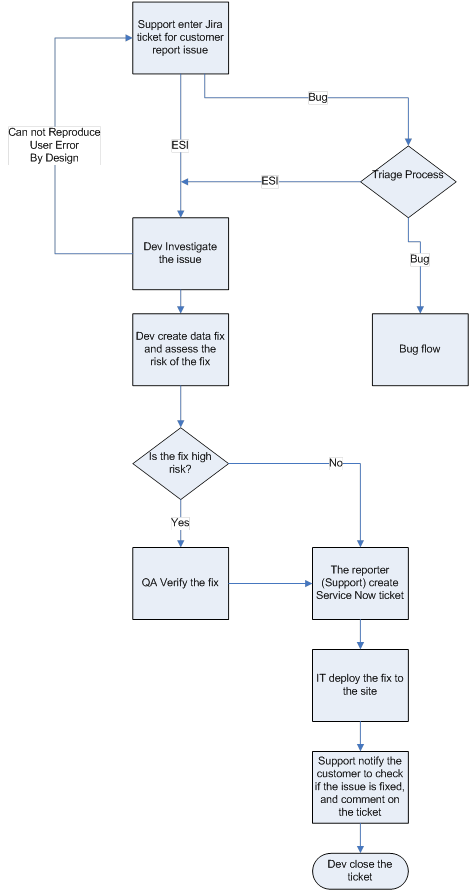 Support enter Jira
ticket for customer
report issue
Bug
Can not Reproduce
User Error
By Design
ESI
Triage Process
ESI
Dev Investigate
the issue
Bug
Dev create data fix
and assess the
risk of the fix
Bug flow
Is the fix high
risk?
No
Yes
QA Verify the fix
The reporter
(Support) create
Service Now ticket
IT deploy the fix to
the site
Support notify the
customer to check
if the issue is fixed,
and comment on
the ticket
Dev close the
ticket